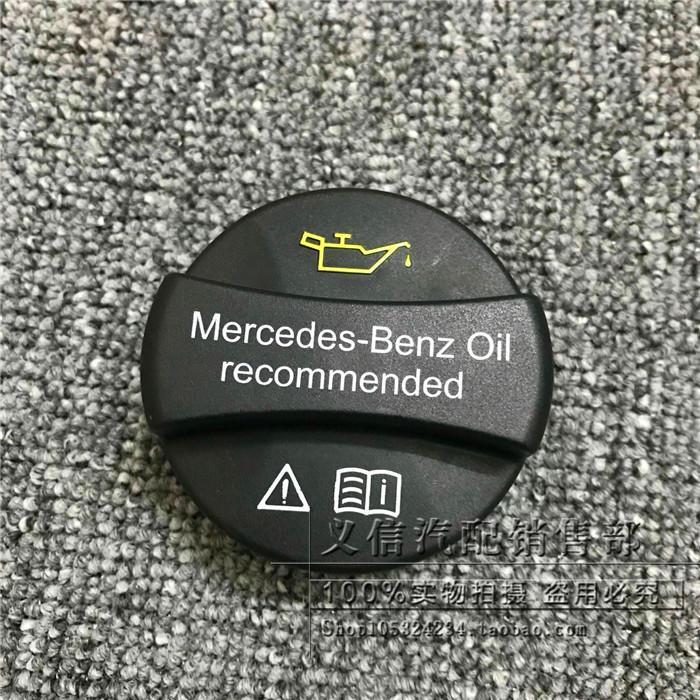 Mercedes-Benz Oil
recommended
义信汽配销售部
100%实物拍摄 盗用必究
Shop105324234.taobao.com